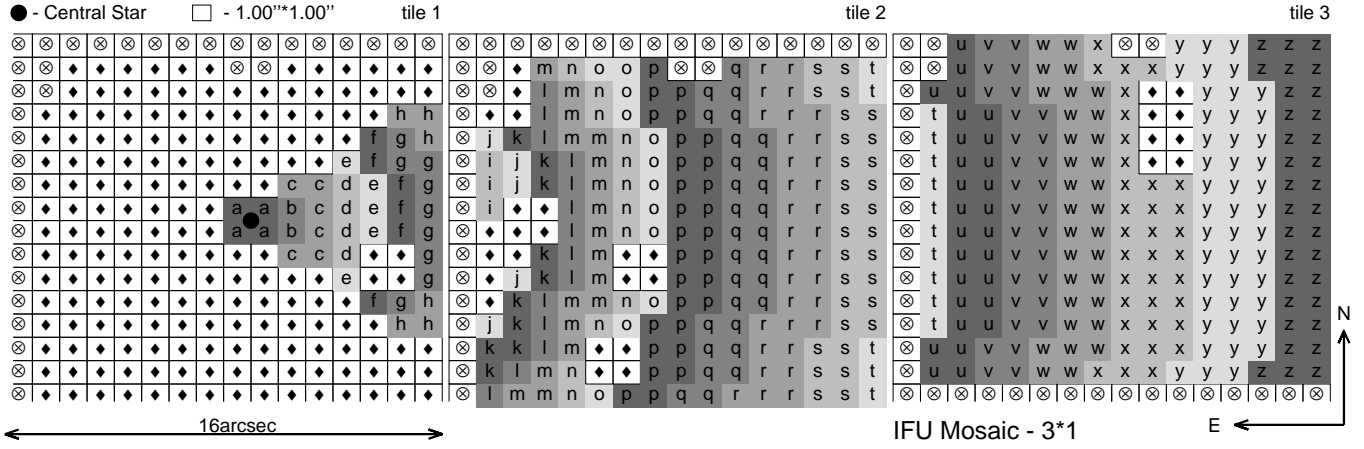 - Central Star - 1.00''*1.00'' tile 1 tile 2 tile 3
u v v w w x y y y z z z
m n o o p q r r s s t u v v w w x x x y y y z z z
l m n o p p q q r r s s t u u v v w w w x y y y z z
h h l m n o p p q q r r s s s t u u v v w w x y y y z z
f g h j k l m m n o p p q q r r s s t u u v v w w x y y y z z
e f g g i j k l m n o p p q q r r s s t u u v v w w x y y y z z
c c d e f g i j k l m n o p p q q r r s s t u u v v w w x x x y y y z z
a a b c d e f g i l m n o p p q q r r s s t u u v v w w x x x y y y z z
a a b c d e f g l m n o p p q q r r s s t u u v v w w x x x y y y z z
c c d g k l m p p q q r r s s t u u v v w w x x x y y y z z
e g j k l m p p q q r r s s t u u v v w w x x x y y y z z
f g h k l m m n o p p q q r r s s t u u v v w w x x x y y y z z
h h j k l m n o p p q q r r r s s t u u v v w w x x x y y y z z
k k l m p p q q r r s s t u u v v w w w x x x y y y z z
k l m n p p q q r r s s t u u v v w w x x x y y y z z z
l m m n o p p q q r r r s s t
N
16arcsec
IFU Mosaic - 3*1
E